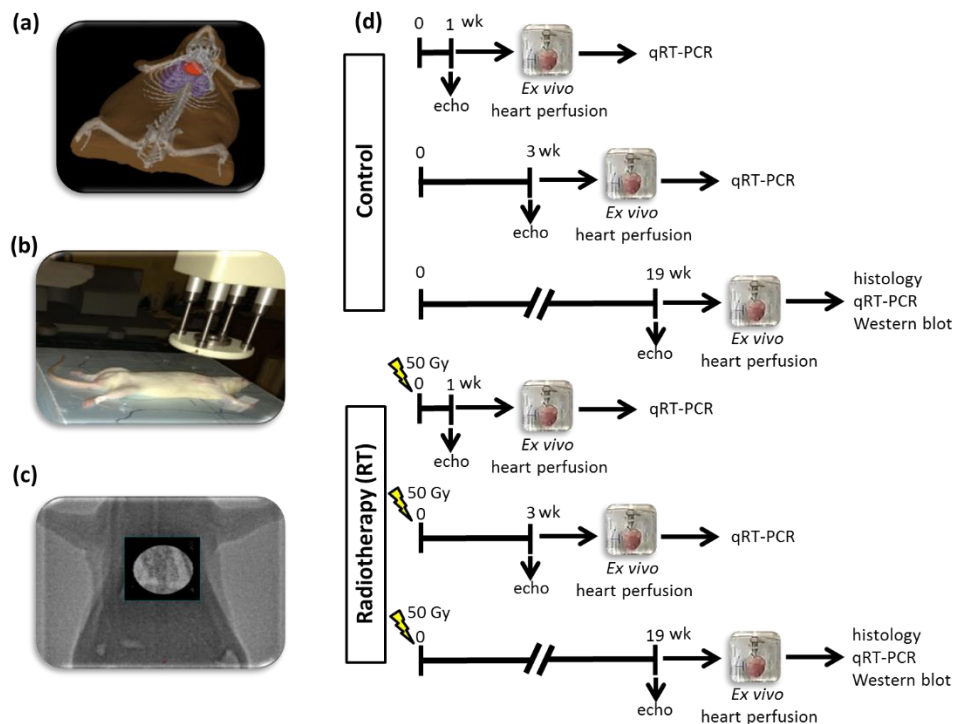 (a)
(b)
(c)
(d)
Control
0 1 wk
echo
Ex vivo
heart perfusion
qRT-PCR
0 3 wk
echo
Ex vivo
heart perfusion
qRT-PCR
0 19 wk
echo
Ex vivo
heart perfusion
histology
qRT-PCR
Western blot
Radiotherapy (RT)
50 Gy
0 1 wk
echo
Ex vivo
heart perfusion
qRT-PCR
50 Gy
0 3 wk
echo
Ex vivo
heart perfusion
qRT-PCR
50 Gy
0 19 wk
echo
Ex vivo
heart perfusion
histology
qRT-PCR
Western blot